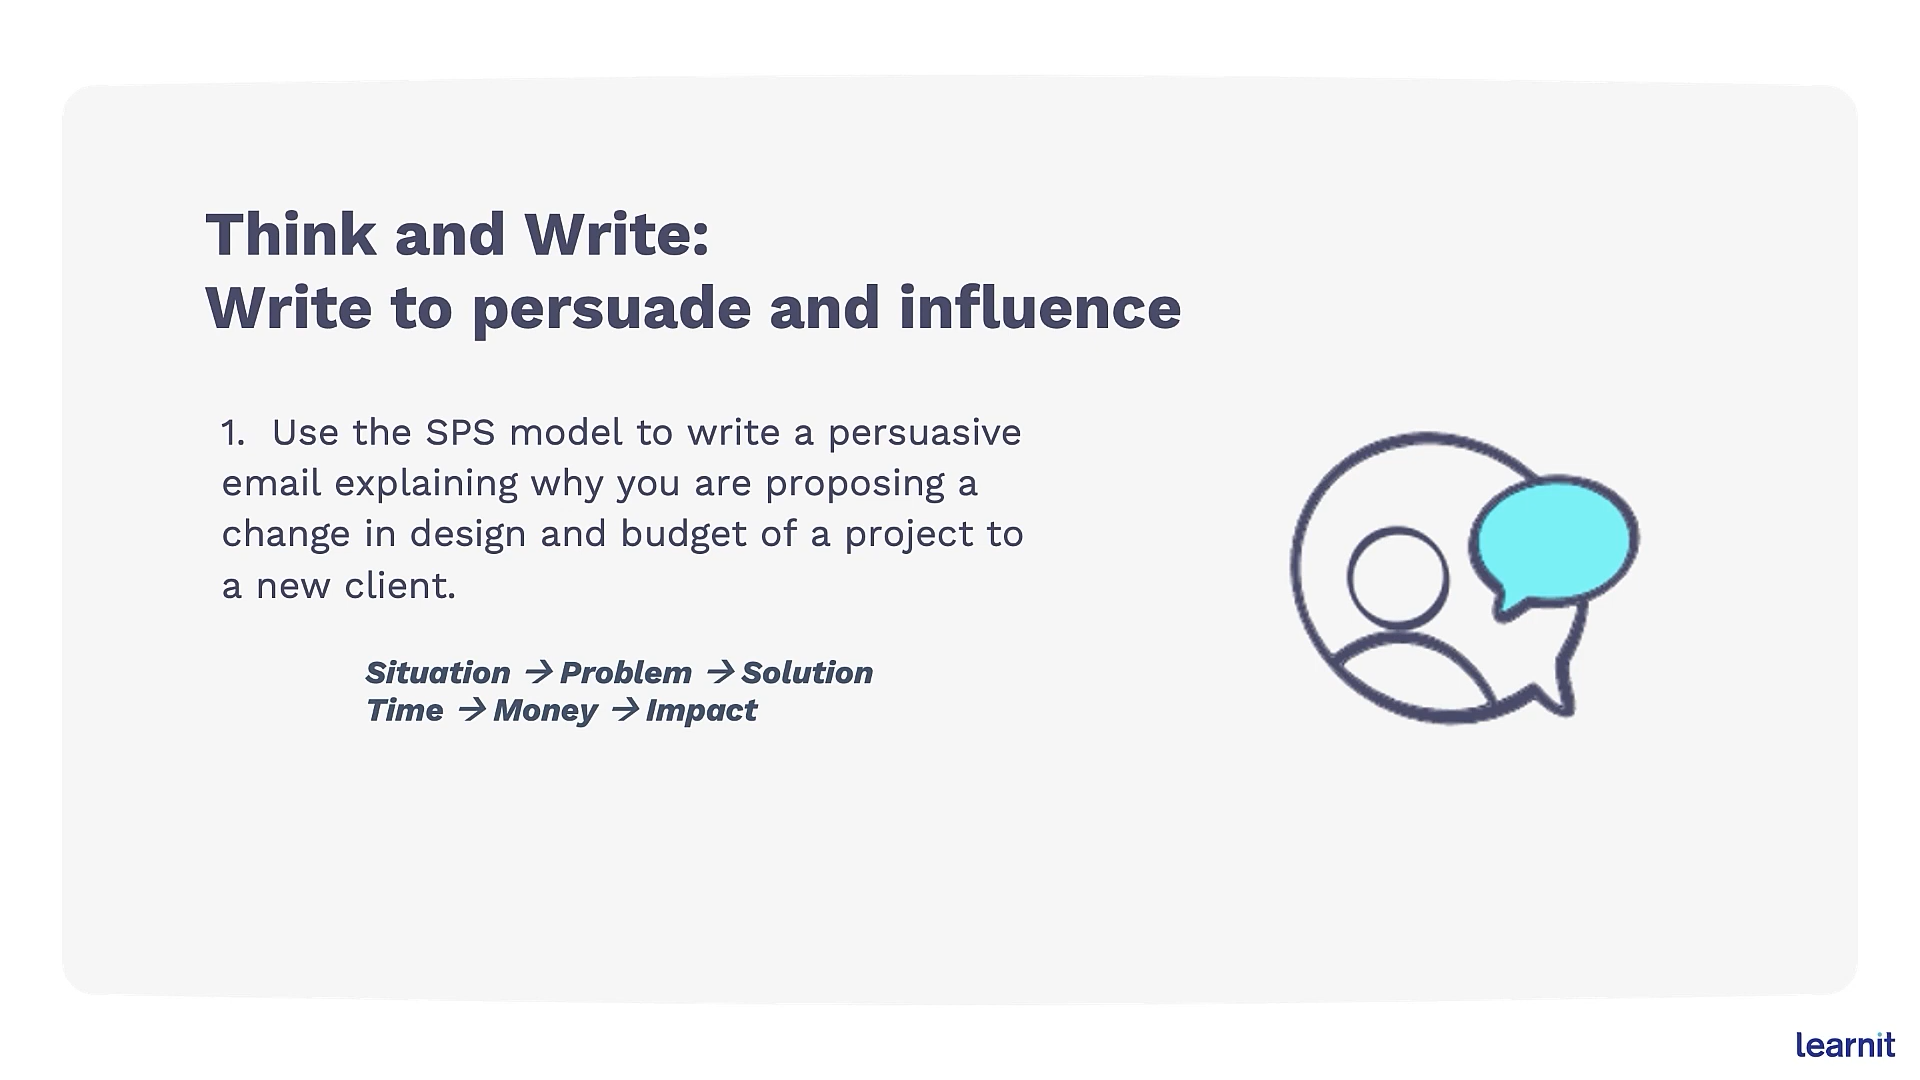 Think and Write:
Write to persuade and influence
1. Use the SPS model to write a persuasive
email explaining why you are proposing a
change in design and budget of a project to
a new client.
Situation → Problem → Solution
Time → Money → Impact
learnit